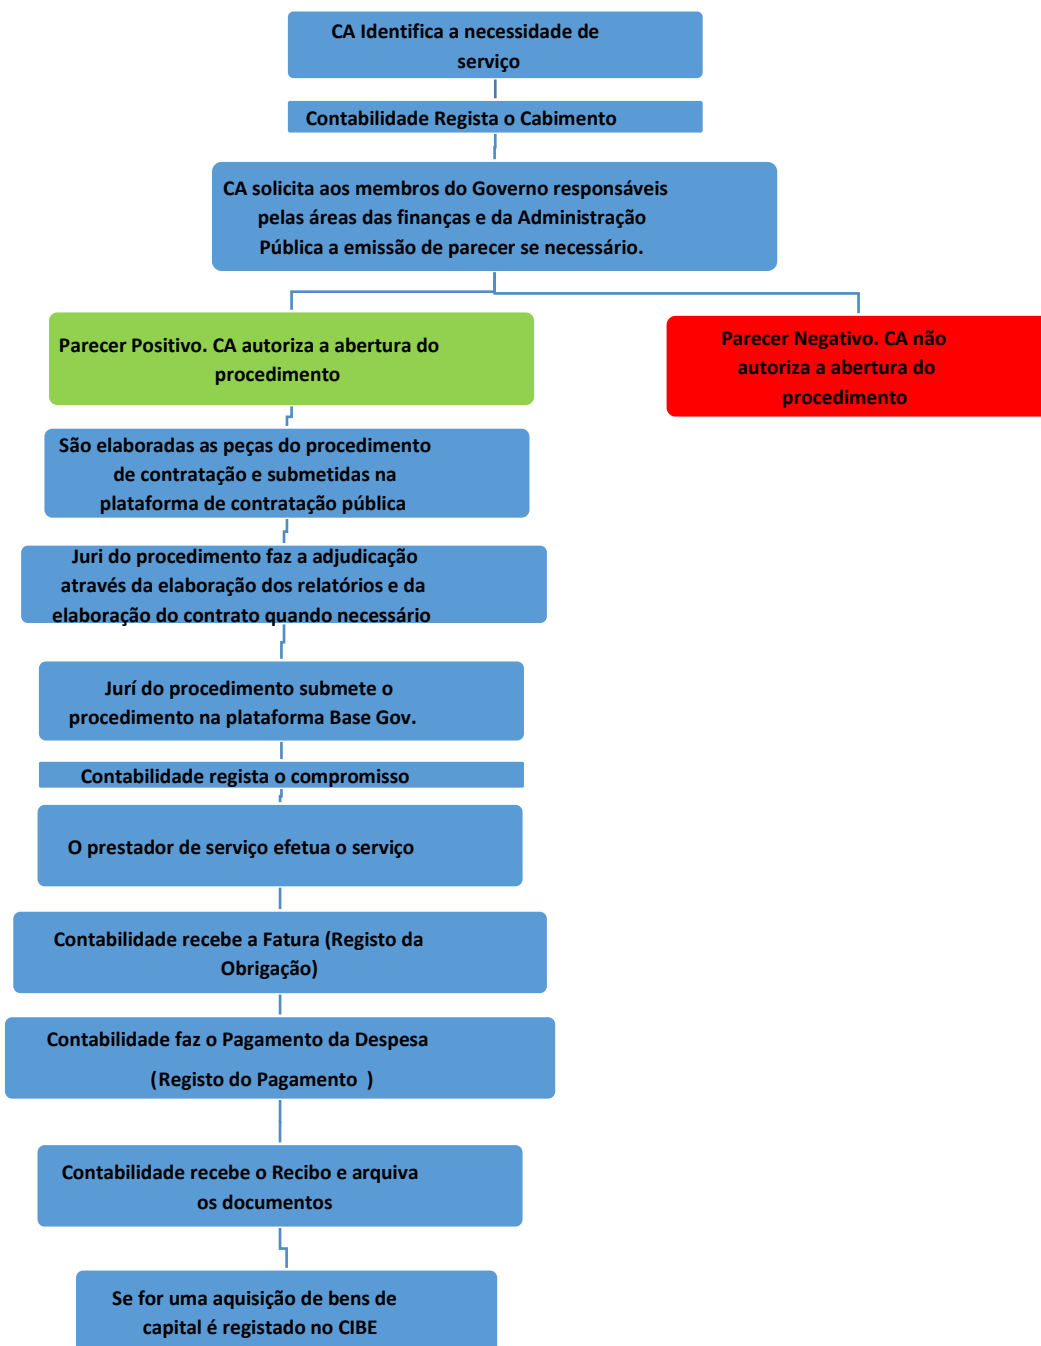 CA Identifica a necessidade de
serviço
Contabilidade Regista o Cabimento
CA solicita aos membros do Governo responsáveis
pelas áreas das finanças e da Administração
Pública a emissão de parecer se necessário.
Parecer Positivo. CA autoriza a abertura do
procedimento
Parecer Negativo. CA não
autoriza a abertura do
procedimento
São elaboradas as peças do procedimento
de contratação e submetidas na
plataforma de contratação pública
Juri do procedimento faz a adjudicação
através da elaboração dos relatórios e da
elaboração do contrato quando necessário
Jurí do procedimento submete o
procedimento na plataforma Base Gov.
Contabilidade regista o compromisso
O prestador de serviço efetua o serviço
Contabilidade recebe a Fatura (Registo da
Obrigação)
Contabilidade faz o Pagamento da Despesa
(Registo do Pagamento )
Contabilidade recebe o Recibo e arquiva
os documentos
Se for uma aquisição de bens de
capital é registado no CIBE